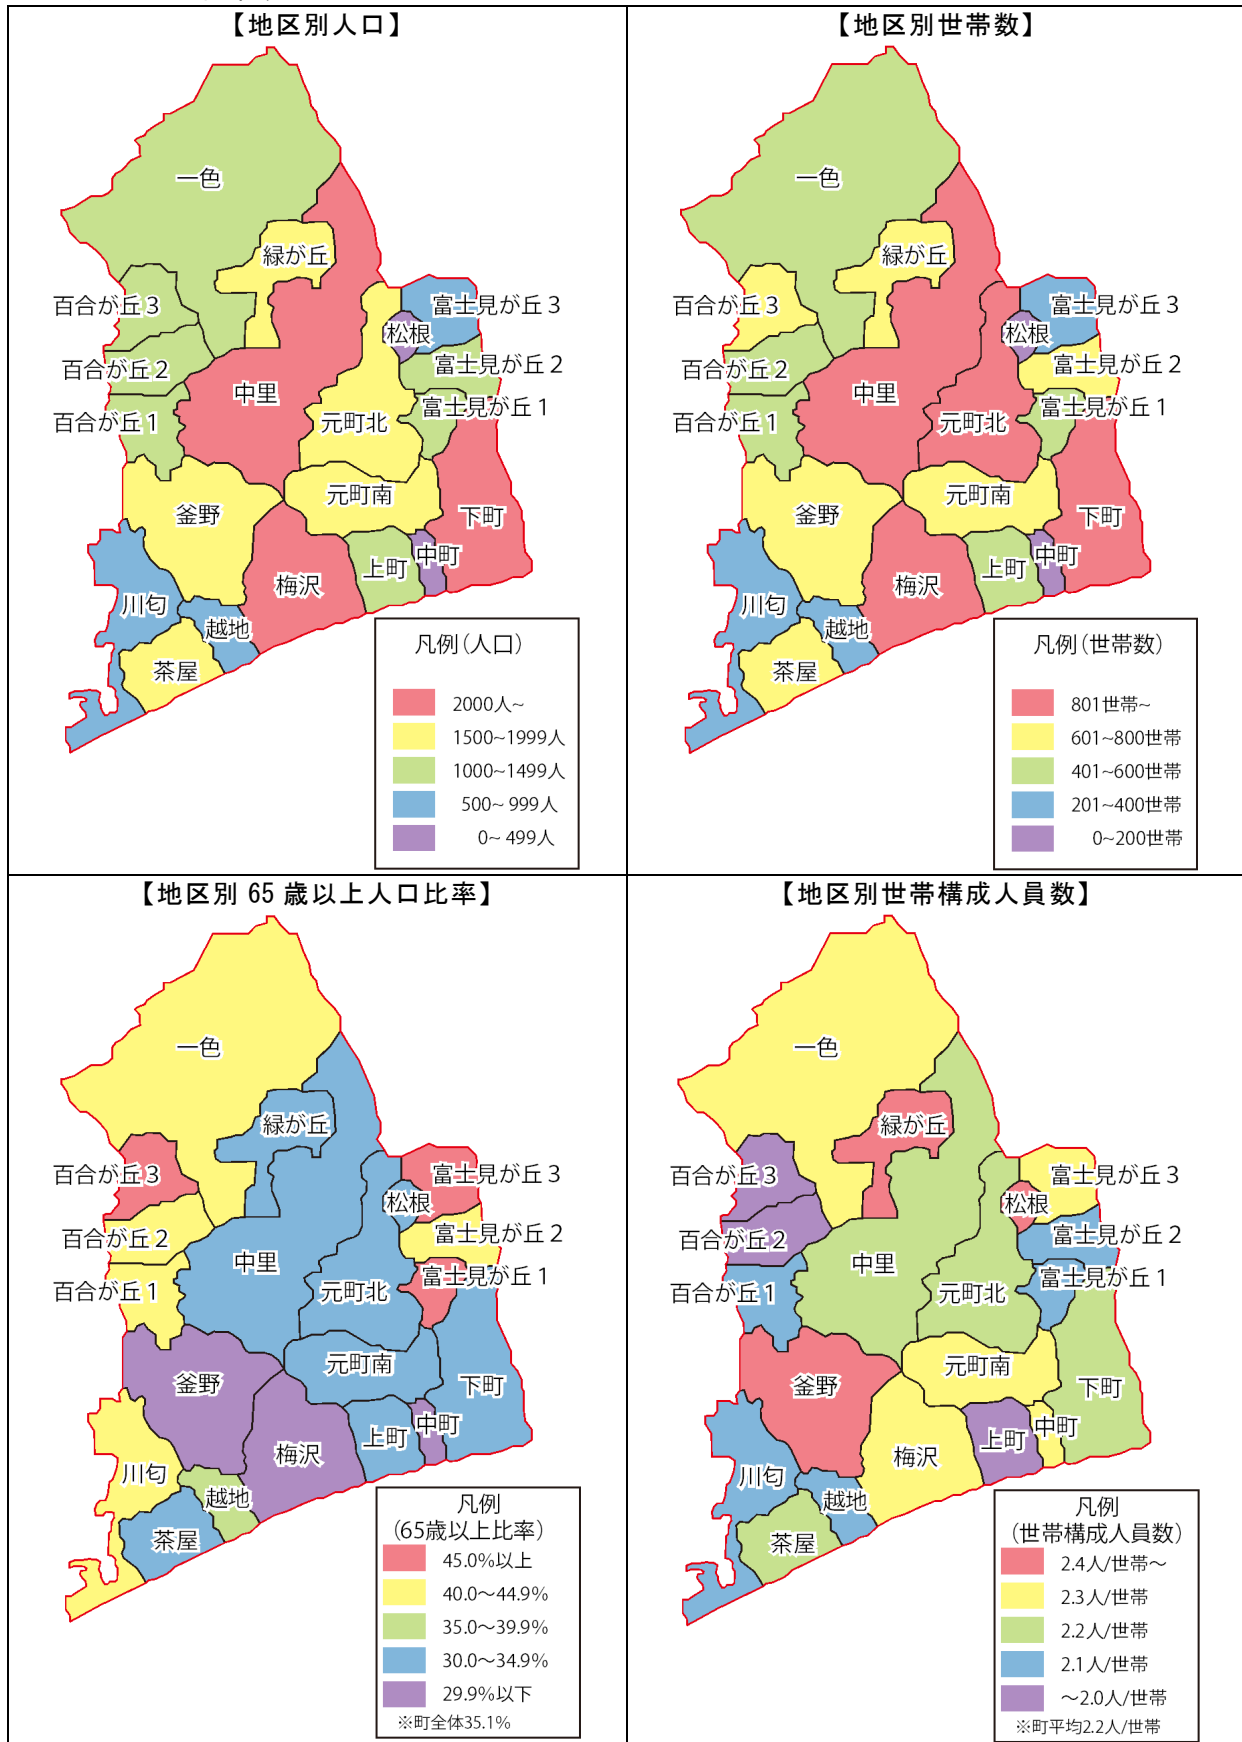 【地区別人口】
一色
緑が丘
百合が丘3
富士見が丘3
松根
百合が丘2
富士見が丘2
中里
富士見が丘1
百合が丘1
元町北
元町南
釜野
下町
中町
上町
梅沢
川匂
越地
茶屋
凡例(人口)
2000人~
1500~1999人
1000~1499人
500~ 999人
0~ 499人
【地区別世帯数】
一色
緑が丘
百合が丘3
富士見が丘3
松根
百合が丘2
富士見が丘2
中里
富士見が丘1
百合が丘1
元町北
元町南
釜野
下町
中町
上町
梅沢
川匂
越地
茶屋
凡例(世帯数)
801世帯~
601~800世帯
401~600世帯
201~400世帯
0~200世帯
【地区別 65 歳以上人口比率】
一色
緑が丘
百合が丘3
富士見が丘3
松根
百合が丘2
富士見が丘2
中里
富士見が丘1
百合が丘1
元町北
元町南
釜野
下町
中町
上町
梅沢
川匂
越地
茶屋
凡例
(65歳以上比率)
45.0%以上
40.0～44.9%
35.0～39.9%
30.0～34.9%
29.9%以下
※町全体35.1%
【地区別世帯構成人員数】
一色
緑が丘
百合が丘3
富士見が丘3
松根
百合が丘2
富士見が丘2
中里
富士見が丘1
百合が丘1
元町北
元町南
釜野
下町
中町
上町
梅沢
川匂
越地
茶屋
凡例
(世帯構成人員数)
2.4人/世帯～
2.3人/世帯
2.2人/世帯
2.1人/世帯
～2.0人/世帯
※町平均2.2人/世帯